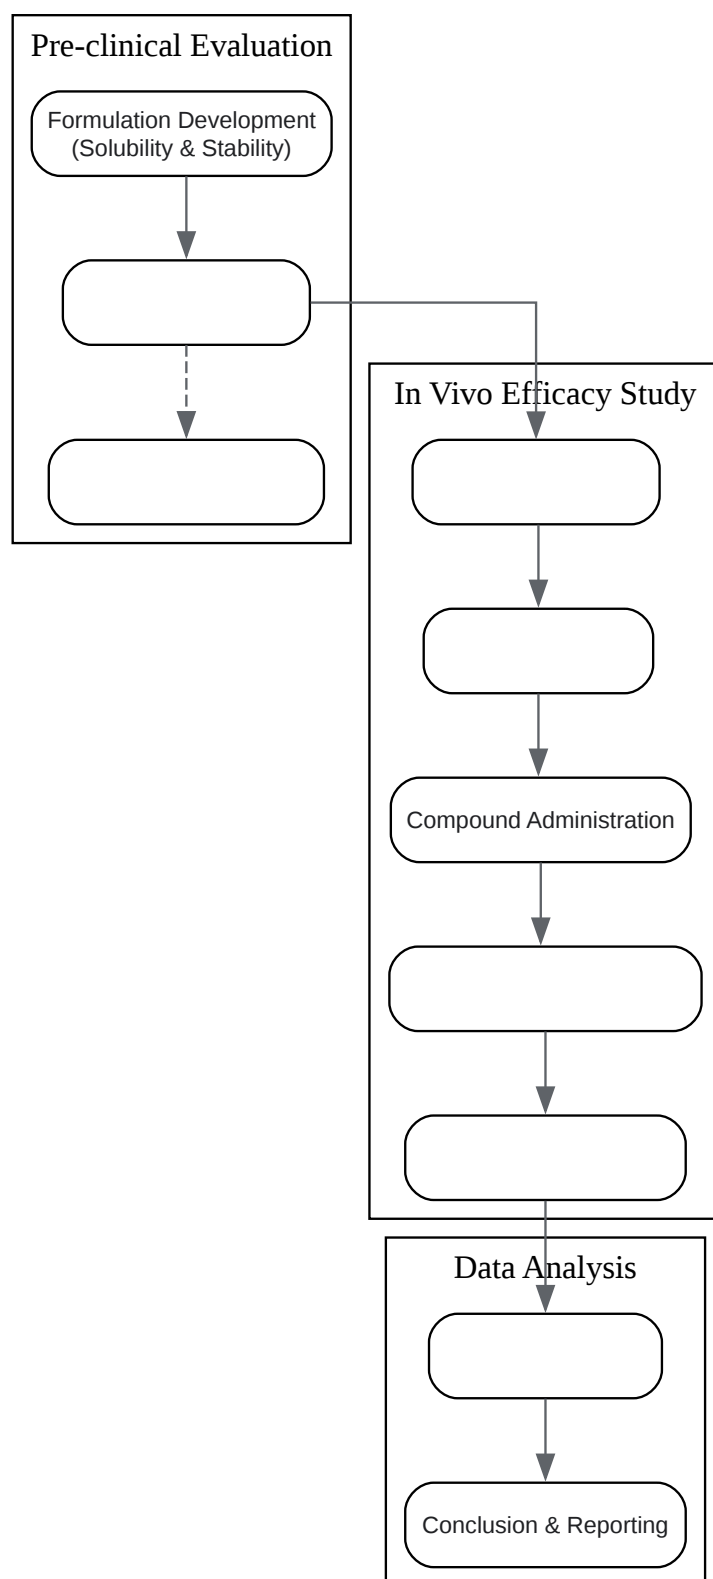 Pre-clinical Evaluation
Formulation Development
(Solubility & Stability)
In Vivo Efficacy Study
Compound Administration
Data Analysis
Conclusion & Reporting